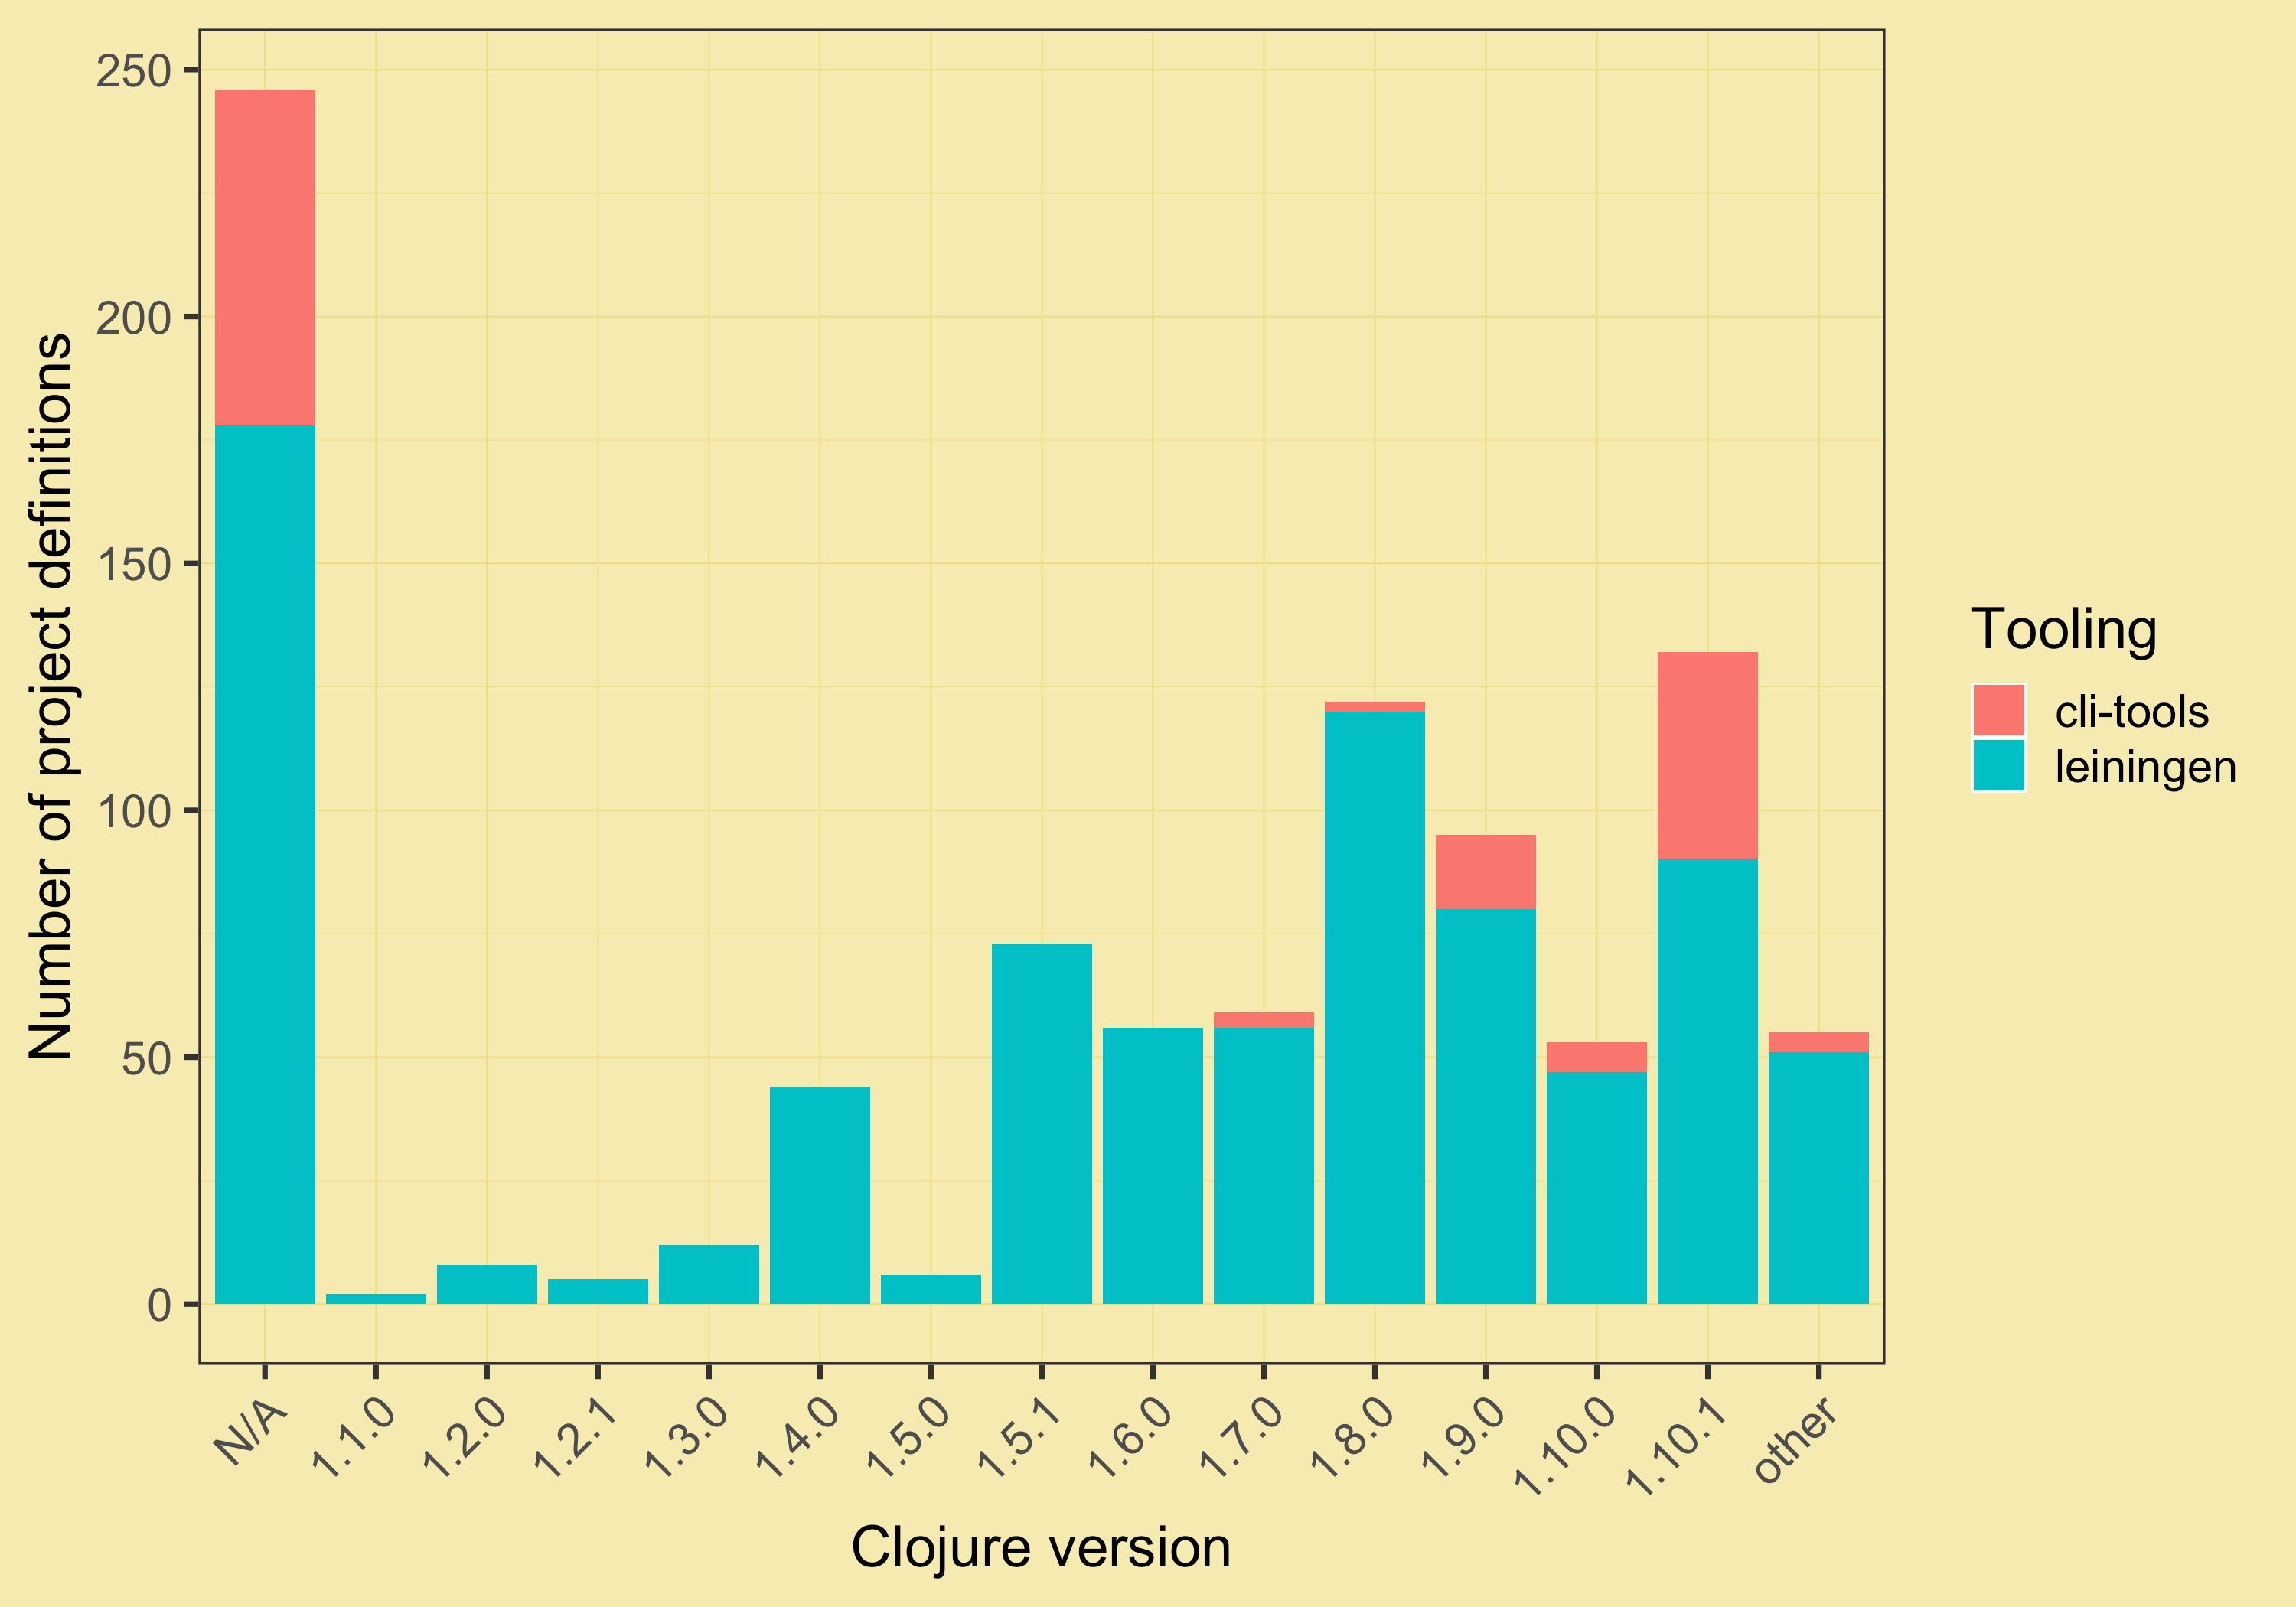 250
200
150
100
50
0
Number of project definitions
N/A
1.1.0
1.2.0
1.2.1
1.3.0
1.4.0
1.5.0
1.5.1
1.6.0
1.7.0
1.8.0
1.9.0
1.10.0
1.10.1
other
Clojure version
Tooling
cli-tools
leiningen